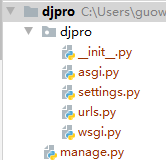 djpro C:\Users\guow
djpro
__init__.py
asgi.py
settings.py
urls.py
wsgi.py
manage.py